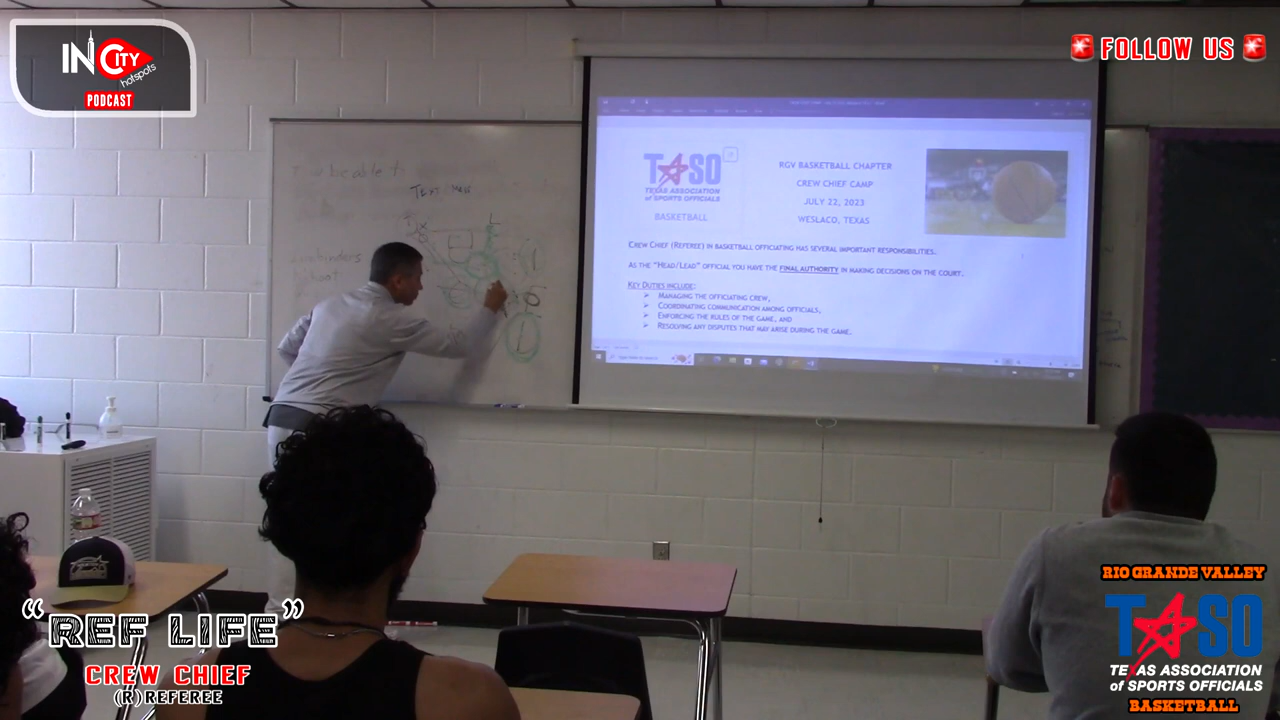 IN CITY
hotspots
PODCAST
🚨 FOLLOW US 🚨
be able t
TEXT
TASO
TEXAS ASSOCIATION
of SPORTS OFFICIALS
BASKETBALL
RGV BASKETBALL CHAPTER
CREW CHIEF CAMP
JULY 22, 2023
WESLACO, TEXAS
CREW CHIEF (REFEREE) IN BASKETBALL OFFICIATING HAS SEVERAL IMPORTANT RESPONSIBILITIES.
AS THE "HEAD/LEAD" OFFICIAL YOU HAVE THE FINAL AUTHORITY IN MAKING DECISIONS ON THE COURT.
KEY DUTIES INCLUDE:
➢ MANAGING THE OFFICIATING CREW,
➢ COORDINATING COMMUNICATION AMONG OFFICIALS,
➢ ENFORCING THE RULES OF THE GAME, AND
➢ RESOLVING ANY DISPUTES THAT MAY ARISE DURING THE GAME.
"REF LIFE"
CREW CHIEF
(R) REFEREE
RIO GRANDE VALLEY
TASO
TEXAS ASSOCIATION
of SPORTS OFFICIALS
BASKETBALL